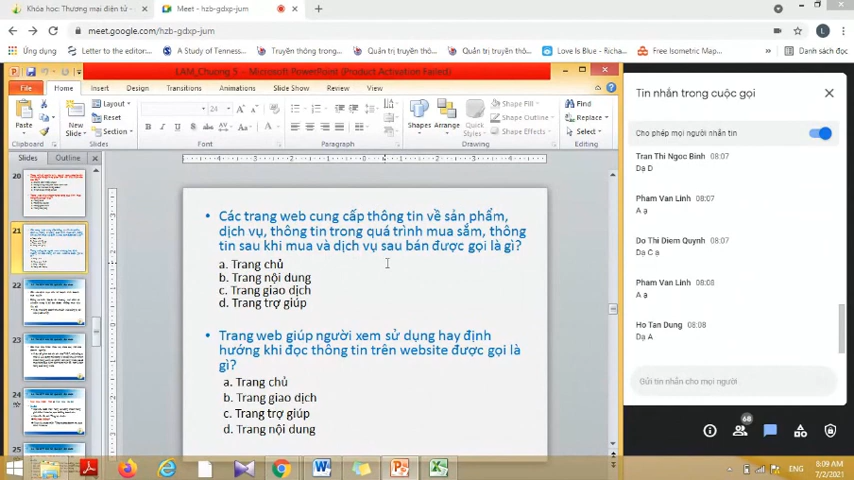 Khóa học: Thương mại điện tử -
Meet - hzb-gdxp-jum
meet.google.com/hzb-gdxp-jum
Ứng dụng
Letter to the editor...
A Study of Tenness...
Truyền thông trong...
Quản trị thương...
Quản trị thương...
Love Is Blue - Richa...
Free Isometric Map...
Danh sách đọc
LAM_Chuong 5 - Microsoft PowerPoint (Product Activation Failed)
File Home Insert Design Transitions Animations Slide Show Review View
Paste
New Slide
Layout
Reset
Section
Shapes Arrange Quick Styles
Shape Fill
Shape Outline
Shape Effects
Find
Replace
Select
Clipboard Slides Font Paragraph Drawing Editing
Slides Outline
20
21
22
23
24
25
• Các trang web cung cấp thông tin về sản phẩm,
dịch vụ, thông tin trong quá trình mua sắm, thông
tin sau khi mua và dịch vụ sau bán được gọi là gì?
a. Trang chủ
b. Trang nội dung
c. Trang giao dịch
d. Trang trợ giúp
• Trang web giúp người xem sử dụng hay định
hướng khi đọc thông tin trên website được gọi là
gì?
a. Trang chủ
b. Trang giao dịch
c. Trang trợ giúp
d. Trang nội dung
Tin nhắn trong cuộc gọi
Cho phép mọi người nhắn tin
Tran Thi Ngoc Binh 08:07
Dạ D
Pham Van Linh 08:07
A ạ
Do Thi Diem Quynh 08:07
Dạ C ạ
Pham Van Linh 08:08
A ạ
Ho Tan Dung 08:08
Dạ A
Gửi tin nhắn cho mọi người
68
ENG
8:09 AM
7/2/2021